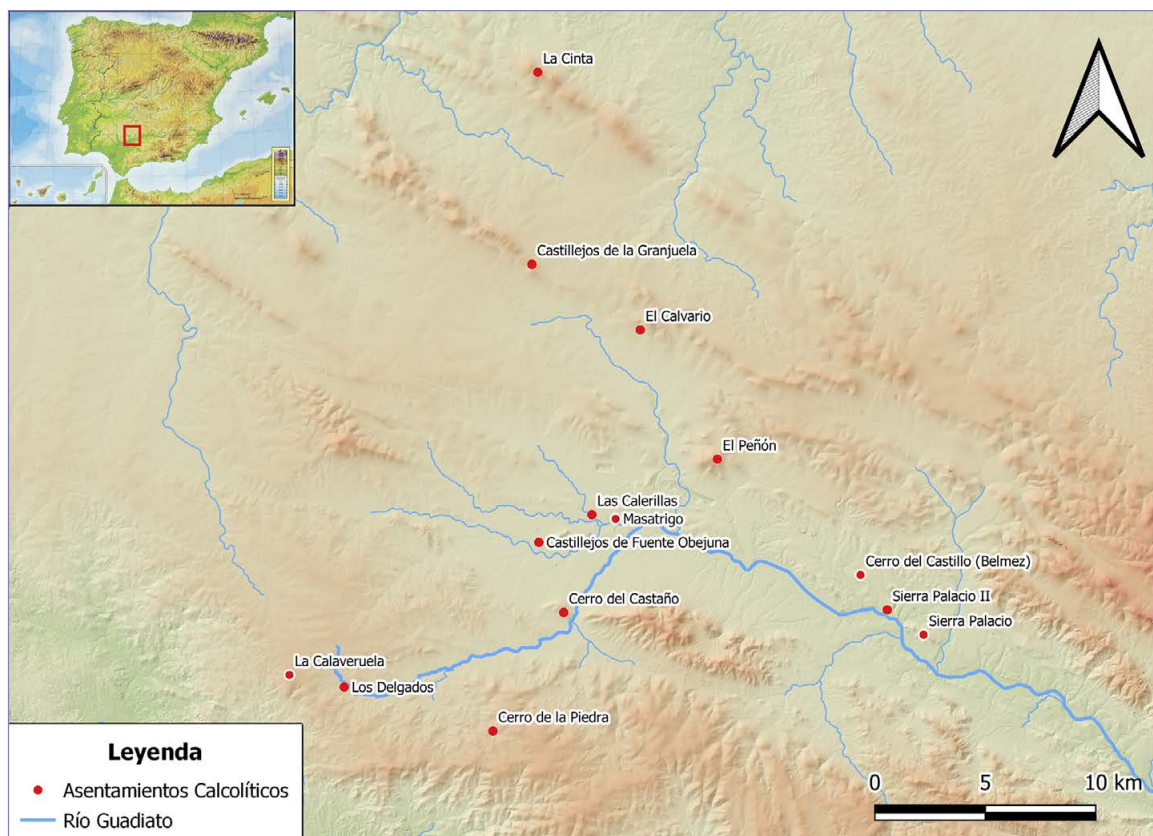 La Cinta
Castillejos de la Granjuela
El Calvario
El Peñón
Las Calerillas
Masatrigo
Castillejos de Fuente Obejuna
Cerro del Castillo (Belmez)
Sierra Palacio II
Cerro del Castaño
Sierra Palacio
La Calaveruela
Los Delgados
Cerro de la Piedra
Leyenda
Asentamientos Calcolíticos
Río Guadiato
0 5 10 km